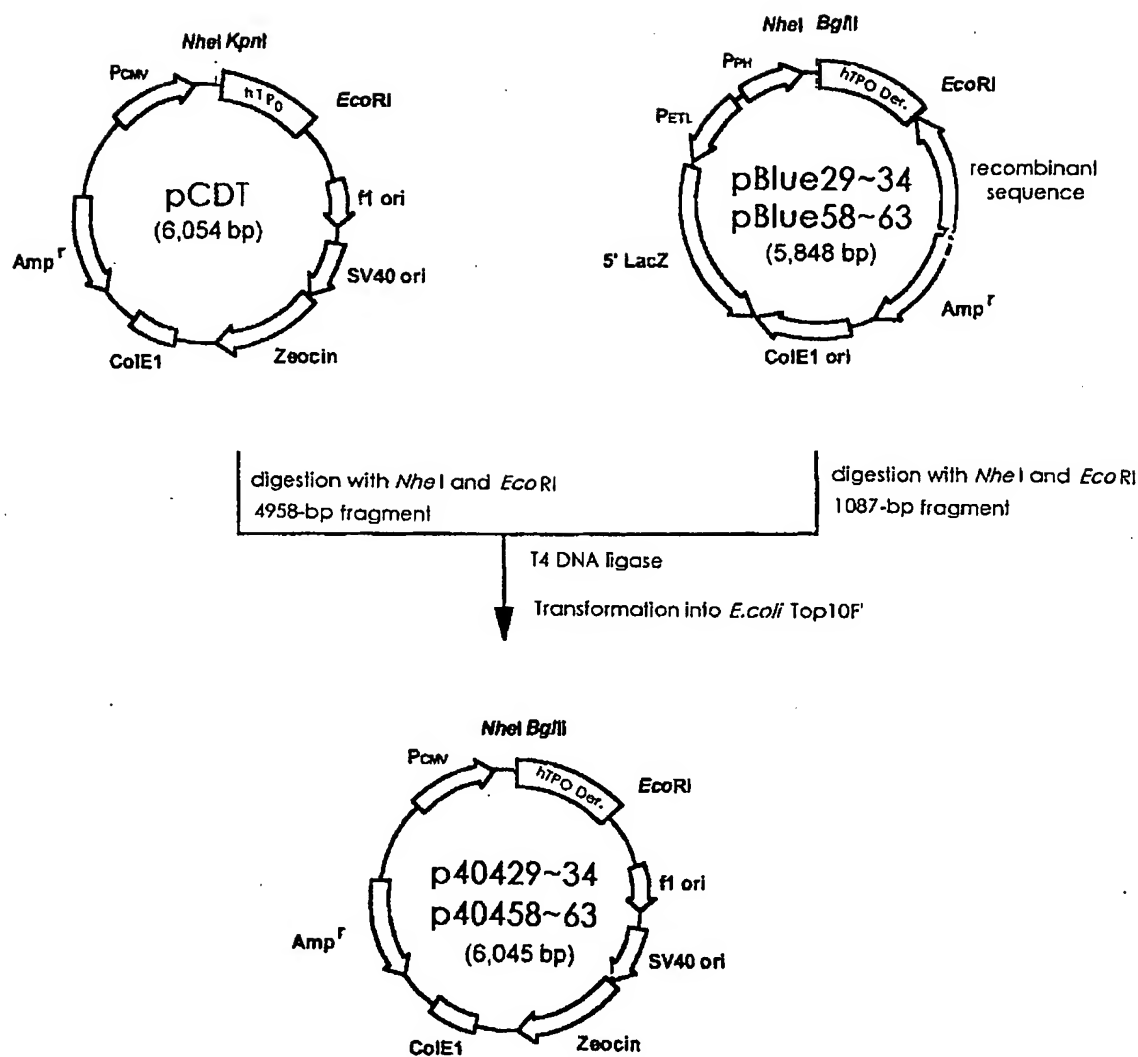 NheI KpnI
PCMV
hTPO
EcoRI
pCDT
(6,054 bp)
f1 ori
Amp r
SV40 ori
ColE1
Zeocin
NheI BglII
PPH
hTPO Der.
EcoRI
PETL
pBlue29~34
pBlue58~63
(5,848 bp)
recombinant
sequence
5' LacZ
Amp r
ColE1 ori
digestion with NheI and EcoRI
4958-bp fragment
digestion with NheI and EcoRI
1087-bp fragment
T4 DNA ligase
Transformation into E.coli Top10F'
NheI BglII
PCMV
hTPO Der.
EcoRI
p40429~34
p40458~63
(6,045 bp)
f1 ori
Amp r
SV40 ori
ColE1
Zeocin